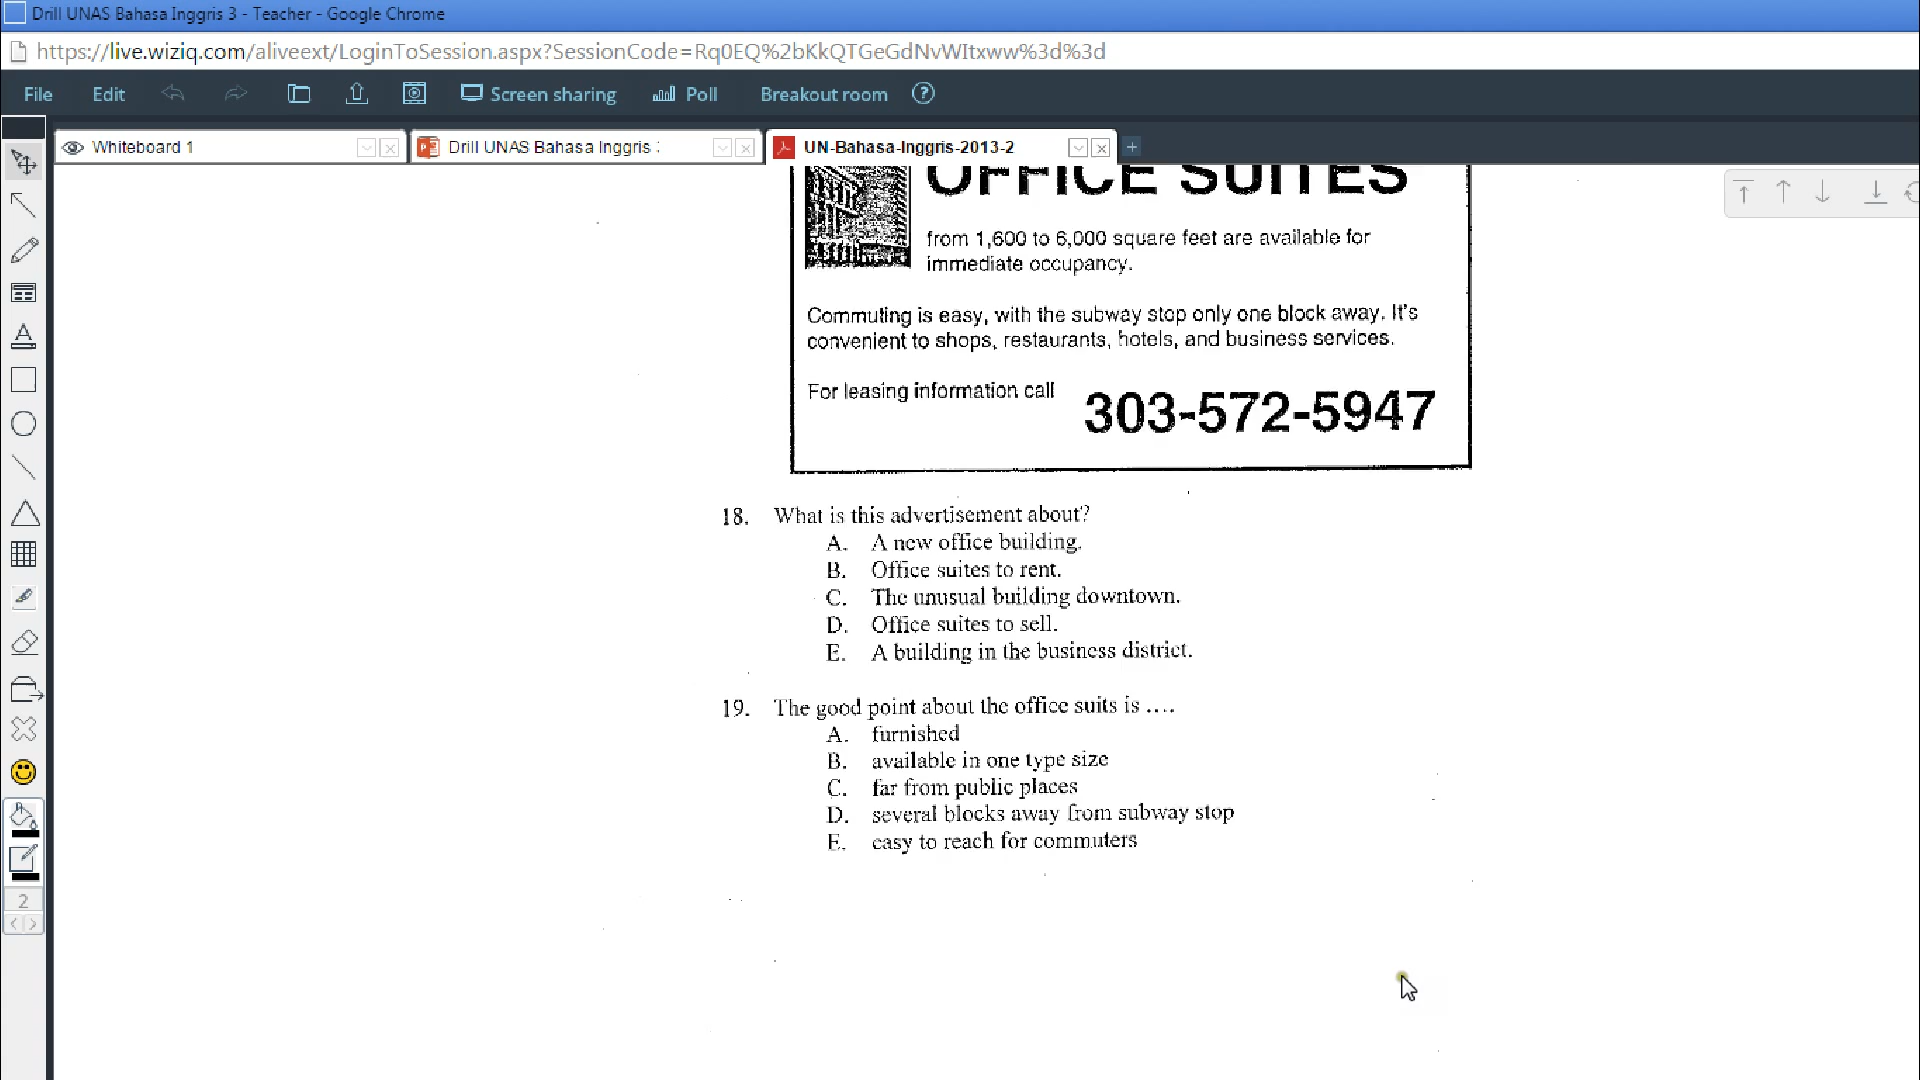 Drill UNAS Bahasa Inggris 3 - Teacher - Google Chrome
https://live.wiziq.com/aliveext/LoginToSession.aspx?SessionCode=Rq0EQ%2bKkQTGeGdNvWItxww%3d%3d
File Edit Screen sharing Poll Breakout room ?
Whiteboard 1 Drill UNAS Bahasa Inggris : UN-Bahasa-Inggris-2013-2 +
OFFICE SUITES
from 1,600 to 6,000 square feet are available for
immediate occupancy.
Commuting is easy, with the subway stop only one block away. It's
convenient to shops, restaurants, hotels, and business services.
For leasing information call 303-572-5947
18. What is this advertisement about?
A. A new office building.
B. Office suites to rent.
C. The unusual building downtown.
D. Office suites to sell.
E. A building in the business district.
19. The good point about the office suits is ....
A. furnished
B. available in one type size
C. far from public places
D. several blocks away from subway stop
E. easy to reach for commuters
2